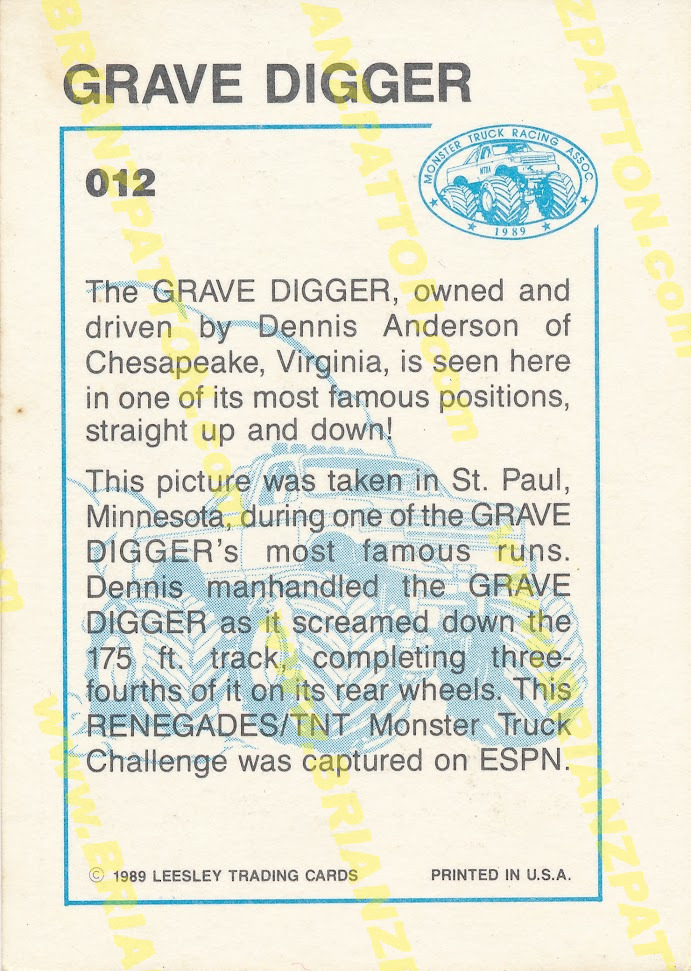 GRAVE DIGGER
MONSTER TRUCK RACING ASSOC
MTRA
★ 1989 ★
012
The GRAVE DIGGER, owned and
driven by Dennis Anderson of
Chesapeake, Virginia, is seen here
in one of its most famous positions,
straight up and down!
This picture was taken in St. Paul,
Minnesota, during one of the GRAVE
DIGGER's most famous runs.
Dennis manhandled the GRAVE
DIGGER as it screamed down the
175 ft. track, completing three-
fourths of it on its rear wheels. This
RENEGADES/TNT Monster Truck
Challenge was captured on ESPN.
© 1989 LEESLEY TRADING CARDS
PRINTED IN U.S.A.
www.BRIANZPATTON.com